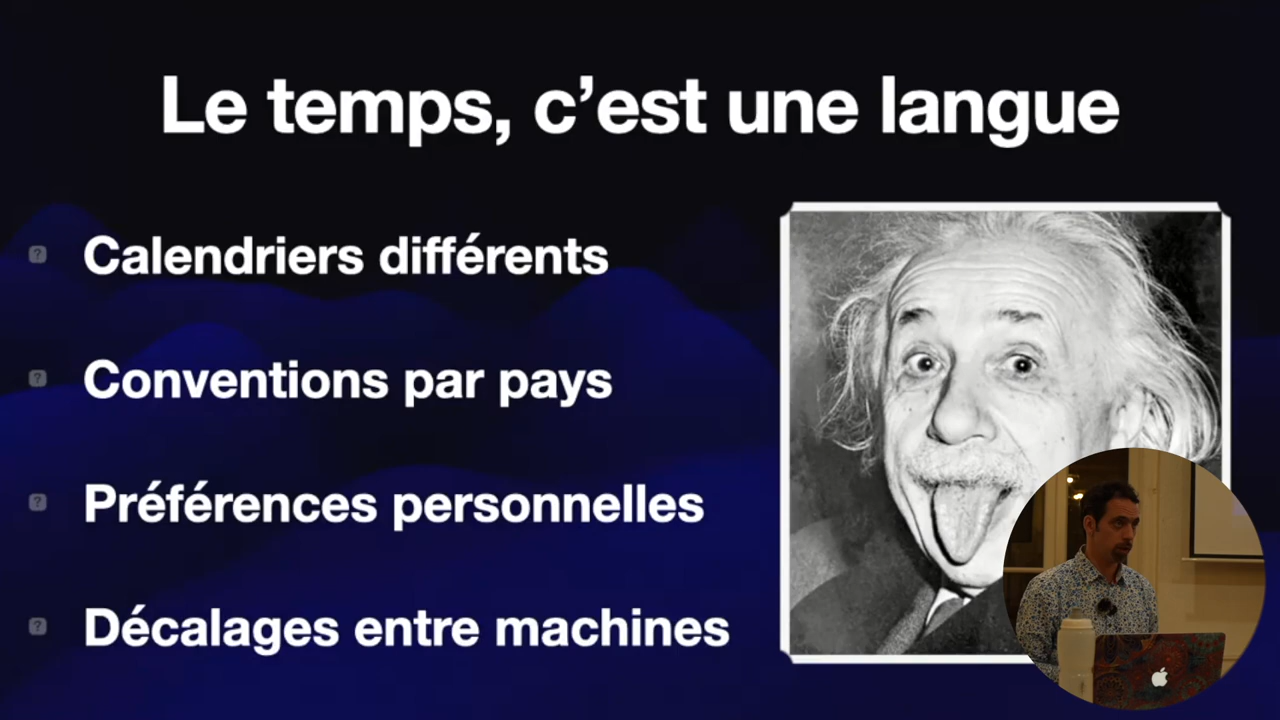 Le temps, c’est une langue
? Calendriers différents
? Conventions par pays
? Préférences personnelles
? Décalages entre machines